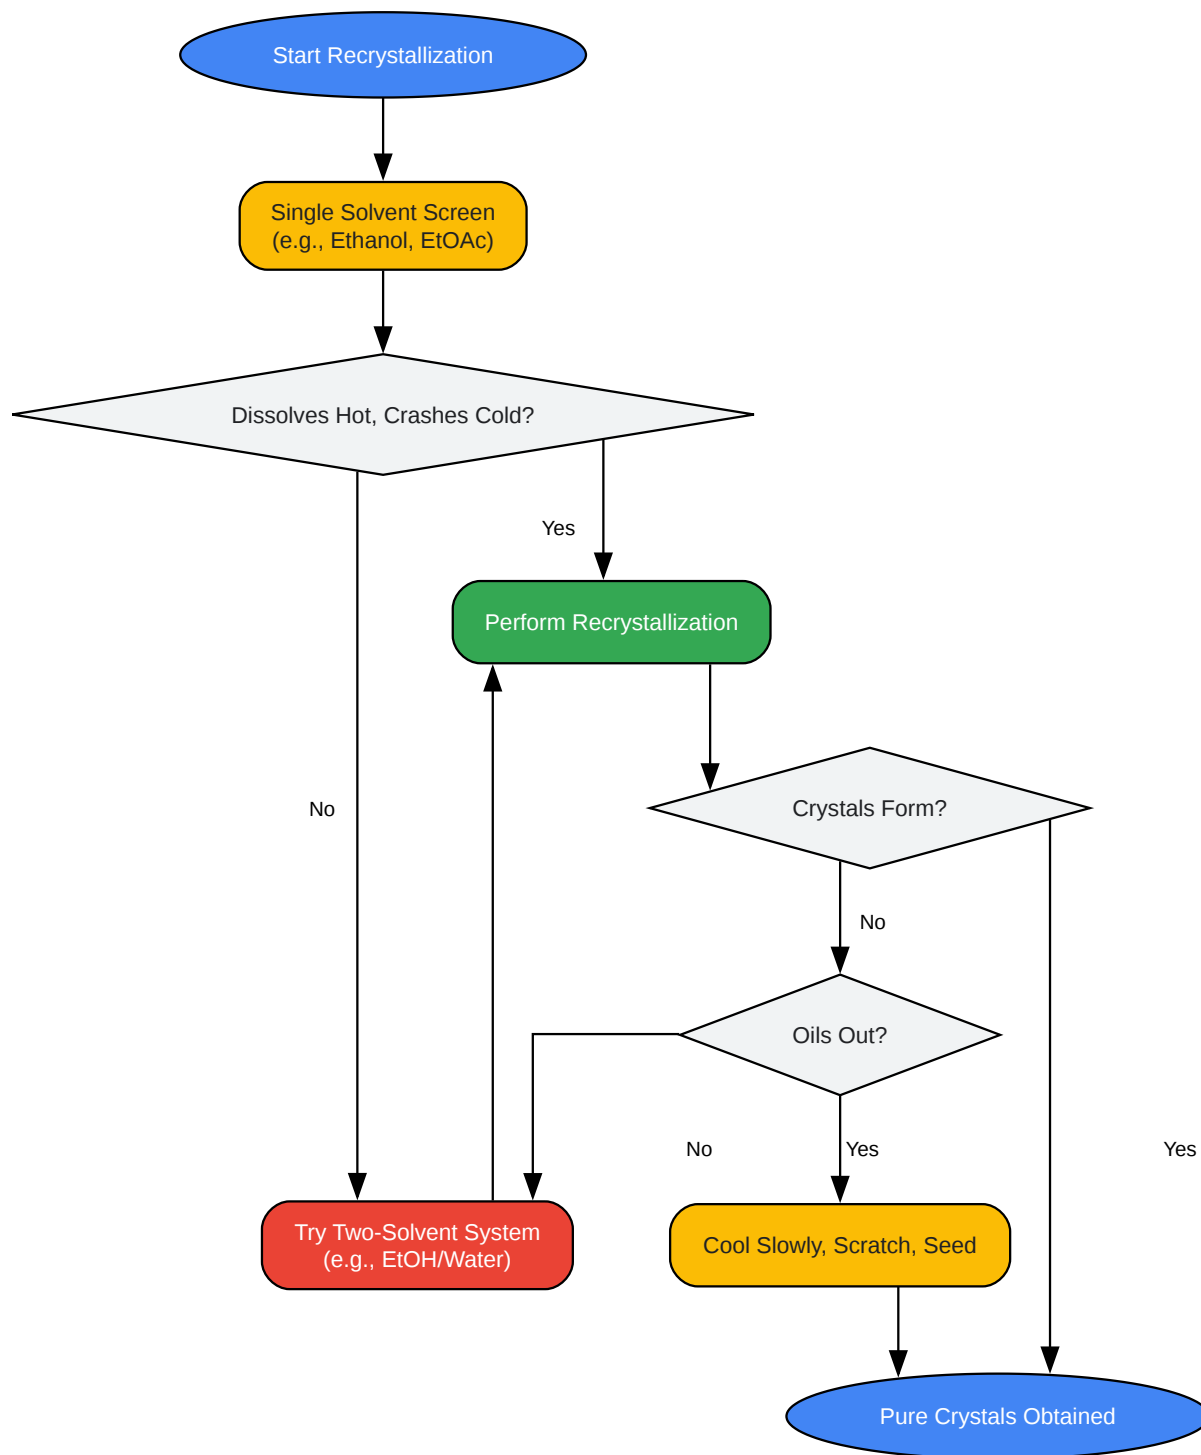 Start Recrystallization
Single Solvent Screen
(e.g., Ethanol, EtOAc)
Dissolves Hot, Crashes Cold?
Yes
Perform Recrystallization
No
Crystals Form?
No
Oils Out?
No
Yes
Yes
Try Two-Solvent System
(e.g., EtOH/Water)
Cool Slowly, Scratch, Seed
Pure Crystals Obtained